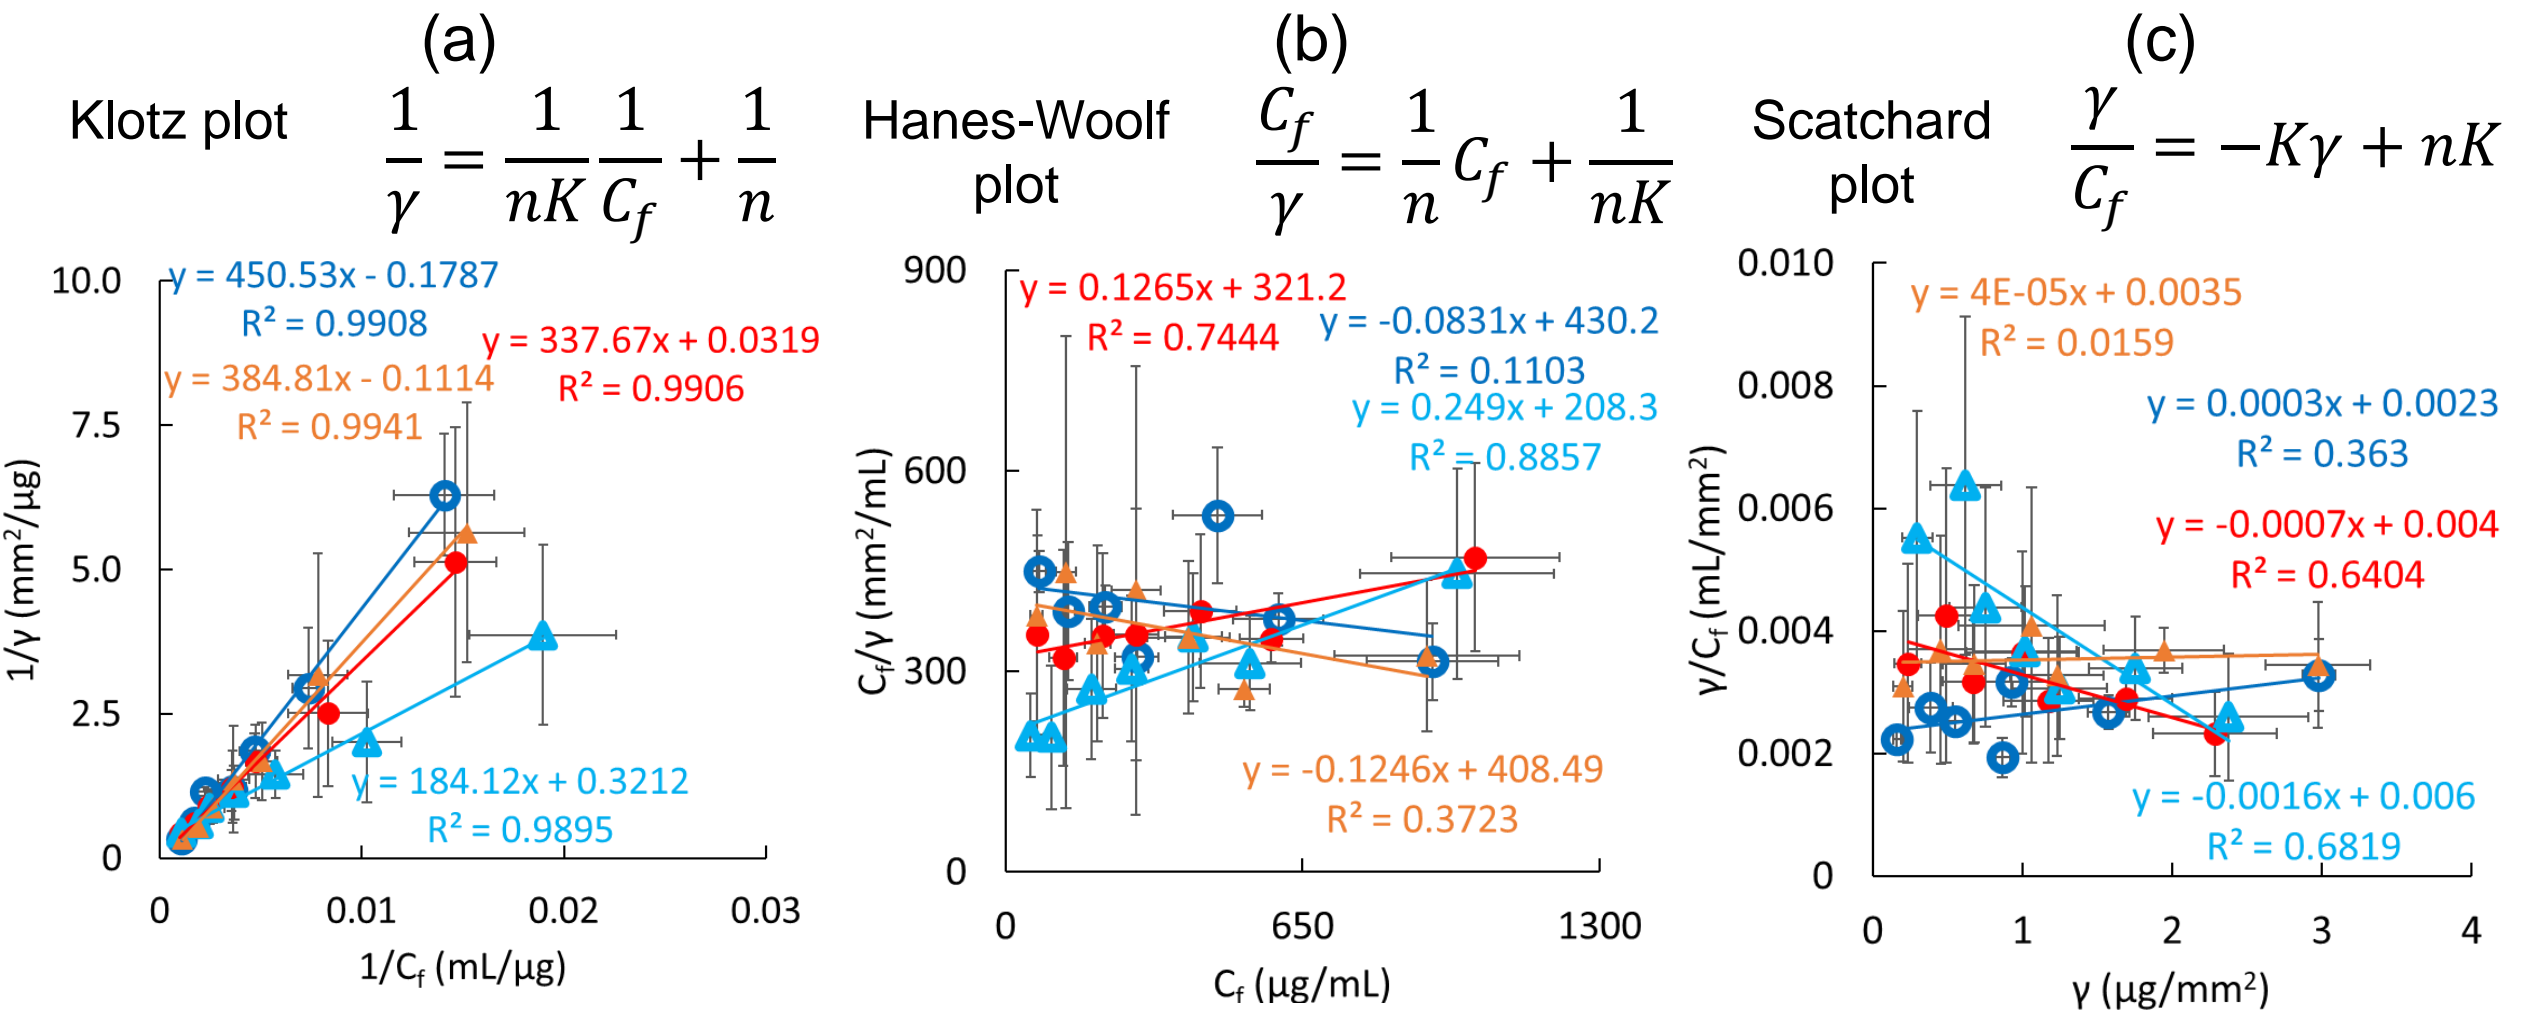 (a)
Klotz plot
1/γ = 1/nK 1/C_f + 1/n
y = 450.53x - 0.1787
R² = 0.9908
y = 337.67x + 0.0319
R² = 0.9906
y = 384.81x - 0.1114
R² = 0.9941
y = 184.12x + 0.3212
R² = 0.9895
10.0
7.5
5.0
2.5
0
1/γ (mm²/µg)
0 0.01 0.02 0.03
1/C_f (mL/µg)
(b)
Hanes-Woolf
plot
C_f/γ = 1/n C_f + 1/nK
y = 0.1265x + 321.2
R² = 0.7444
y = -0.0831x + 430.2
R² = 0.1103
y = 0.249x + 208.3
R² = 0.8857
y = -0.1246x + 408.49
R² = 0.3723
900
600
300
0
C_f/γ (mm²/mL)
0 650 1300
C_f (µg/mL)
(c)
Scatchard
plot
γ/C_f = −Kγ + nK
y = 4E-05x + 0.0035
R² = 0.0159
y = 0.0003x + 0.0023
R² = 0.363
y = -0.0007x + 0.004
R² = 0.6404
y = -0.0016x + 0.006
R² = 0.6819
0.010
0.008
0.006
0.004
0.002
0
γ/C_f (mL/mm²)
0 1 2 3 4
γ (µg/mm²)